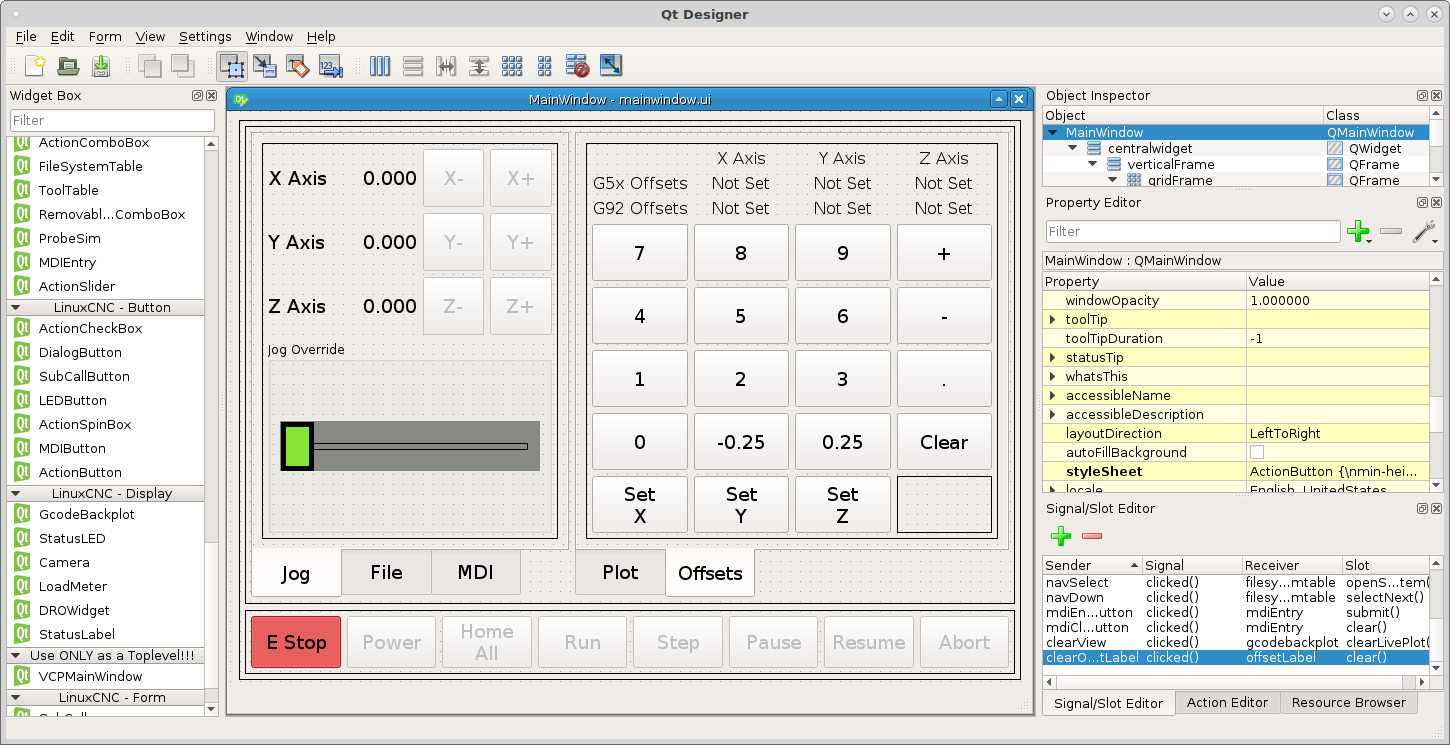 Qt Designer
File Edit Form View Settings Window Help
Widget Box
Filter
ActionComboBox
FileSystemTable
ToolTable
Removabl...ComboBox
ProbeSim
MDIEntry
ActionSlider
LinuxCNC - Button
ActionCheckBox
DialogButton
SubCallButton
LEDButton
ActionSpinBox
MDIButton
ActionButton
LinuxCNC - Display
GcodeBackplot
StatusLED
Camera
LoadMeter
DROWidget
StatusLabel
Use ONLY as a Toplevel!!!
VCPMainWindow
LinuxCNC - Form
MainWindow - mainwindow.ui
X Axis 0.000 X- X+
Y Axis 0.000 Y- Y+
Z Axis 0.000 Z- Z+
Jog Override
Jog File MDI
X Axis Y Axis Z Axis
G5x Offsets Not Set Not Set Not Set
G92 Offsets Not Set Not Set Not Set
7 8 9 +
4 5 6 -
1 2 3 .
0 -0.25 0.25 Clear
Set X Set Y Set Z
Plot Offsets
E Stop Power Home All Run Step Pause Resume Abort
Object Inspector
Object Class
MainWindow QMainWindow
centralwidget QWidget
verticalFrame QFrame
gridFrame QFrame
Property Editor
Filter
MainWindow : QMainWindow
Property Value
windowOpacity 1.000000
toolTip
toolTipDuration -1
statusTip
whatsThis
accessibleName
accessibleDescription
layoutDirection LeftToRight
autoFillBackground
styleSheet ActionButton {\nmin-hei...
locale English, UnitedStates
Signal/Slot Editor
Sender Signal Receiver Slot
navSelect clicked() filesy...mtable openS...tem(
navDown clicked() filesy...mtable selectNext()
mdiEn...utton clicked() mdiEntry submit()
mdiCl...utton clicked() mdiEntry clear()
clearView clicked() gcodebackplot clearLivePlot(
clearO...tLabel clicked() offsetLabel clear()
Signal/Slot Editor Action Editor Resource Browser